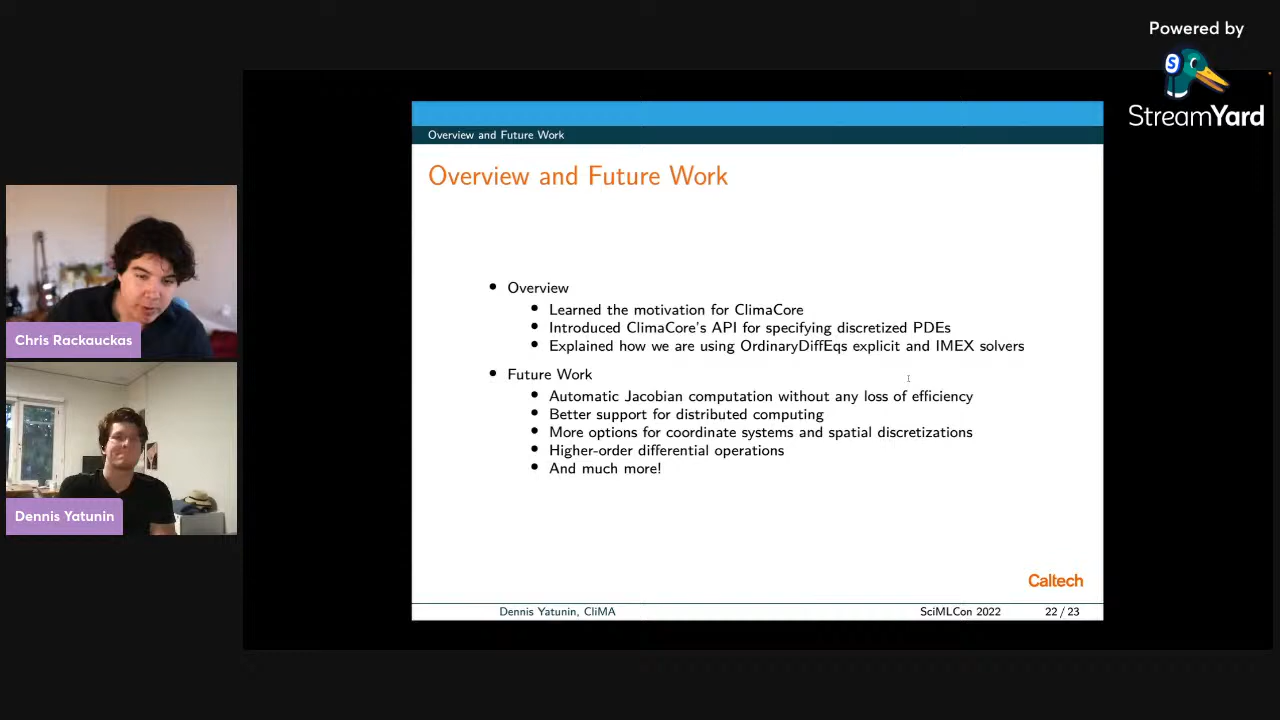 Powered by
S
StreamYard
Overview and Future Work
Overview and Future Work
• Overview
• Learned the motivation for ClimaCore
• Introduced ClimaCore's API for specifying discretized PDEs
• Explained how we are using OrdinaryDiffEqs explicit and IMEX solvers
• Future Work
• Automatic Jacobian computation without any loss of efficiency
• Better support for distributed computing
• More options for coordinate systems and spatial discretizations
• Higher-order differential operations
• And much more!
Caltech
Dennis Yatunin, CliMA SciMLCon 2022 22 / 23
Chris Rackauckas
Dennis Yatunin